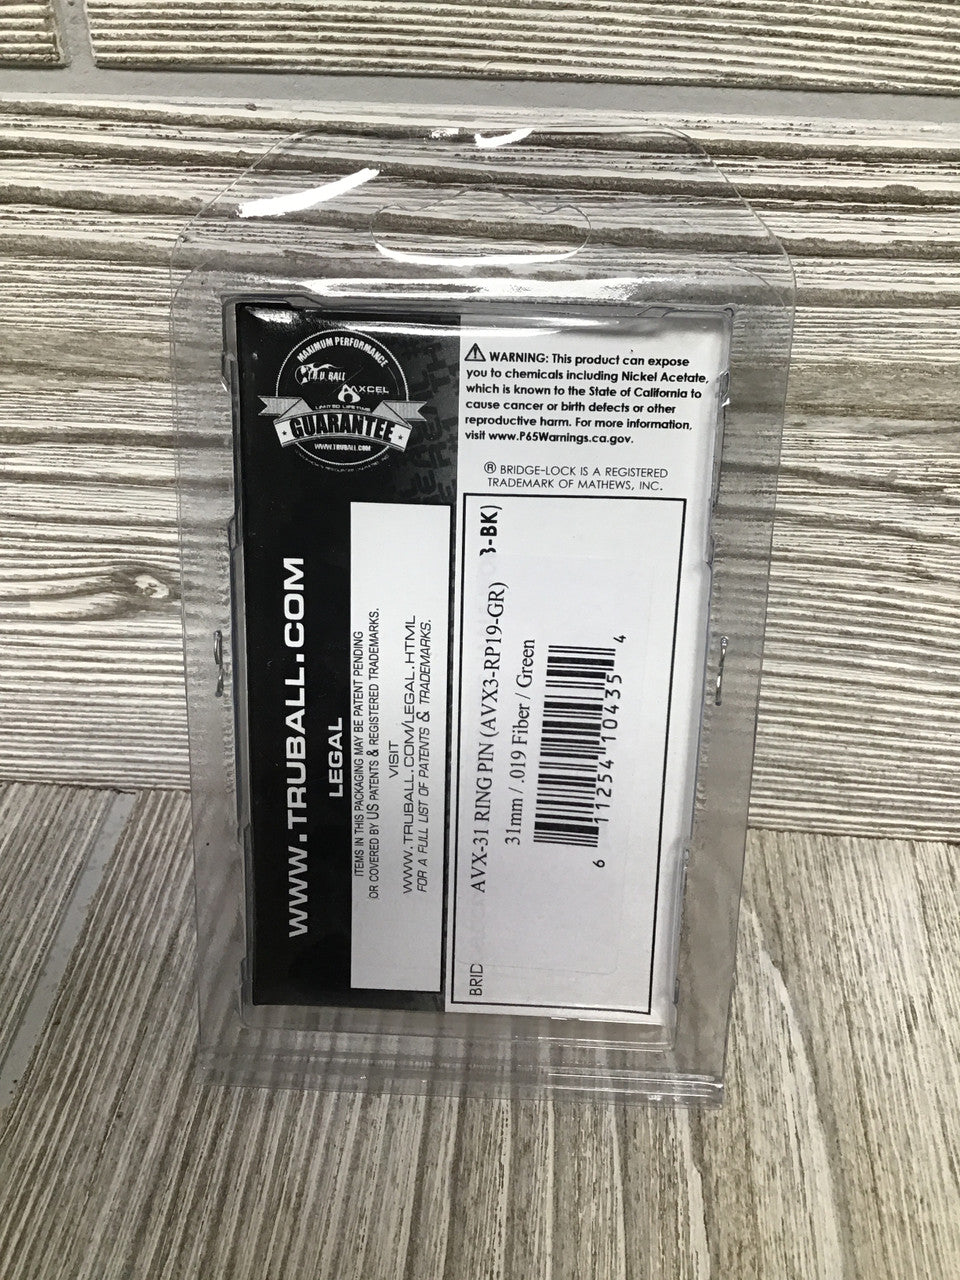 MAXIMUM PERFORMANCE
T.R.U. BALL
AXCEL
LIMITED LIFE TIME
GUARANTEE
WWW.TRUBALL.COM
WWW.TRUBALL.COM
LEGAL
ITEMS IN THIS PACKAGING MAY BE PATENT PENDING
OR COVERED BY US PATENTS & REGISTERED TRADEMARKS.
VISIT
WWW.TRUBALL.COM/LEGAL.HTML
FOR A FULL LIST OF PATENTS & TRADEMARKS.
⚠ WARNING: This product can expose
you to chemicals including Nickel Acetate,
which is known to the State of California to
cause cancer or birth defects or other
reproductive harm. For more information,
visit www.P65Warnings.ca.gov.
® BRIDGE-LOCK IS A REGISTERED
TRADEMARK OF MATHEWS, INC.
BRID
-BK)
AVX-31 RING PIN (AVX3-RP19-GR)
31mm / .019 Fiber / Green
6 11254 10435 4